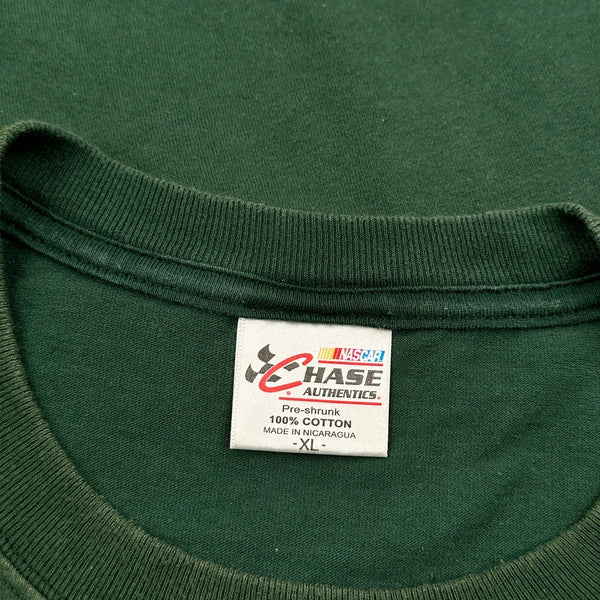 NASCAR
CHASE
AUTHENTICS.
Pre-shrunk
100% COTTON
MADE IN NICARAGUA
-XL-